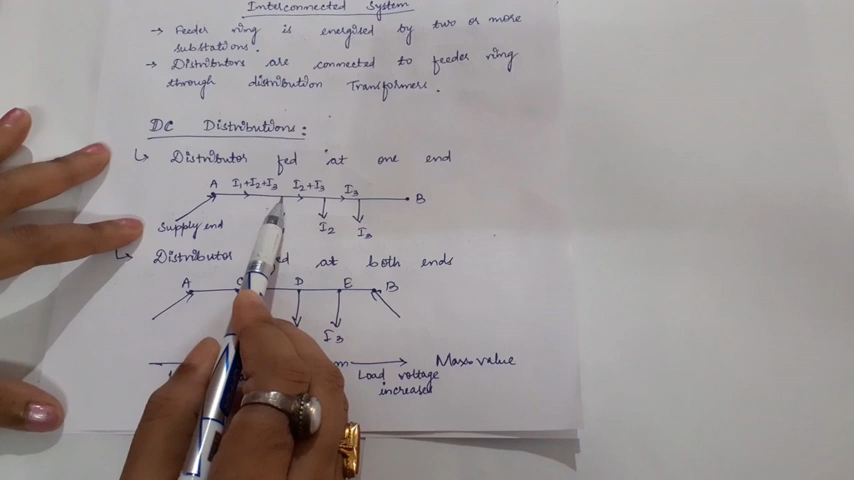 Interconnected System
→ Feeder ring is energised by two or more
substations.
→ Distributors are connected to feeder ring
through distribution Transformers.
DC Distributions:
Distributor fed at one end
A I₁+I₂+I₃ I₂+I₃ I₃ B
Supply end I₂ I₃
Distributor at both ends
A D E B
I₃
Max. value
Load voltage
increased